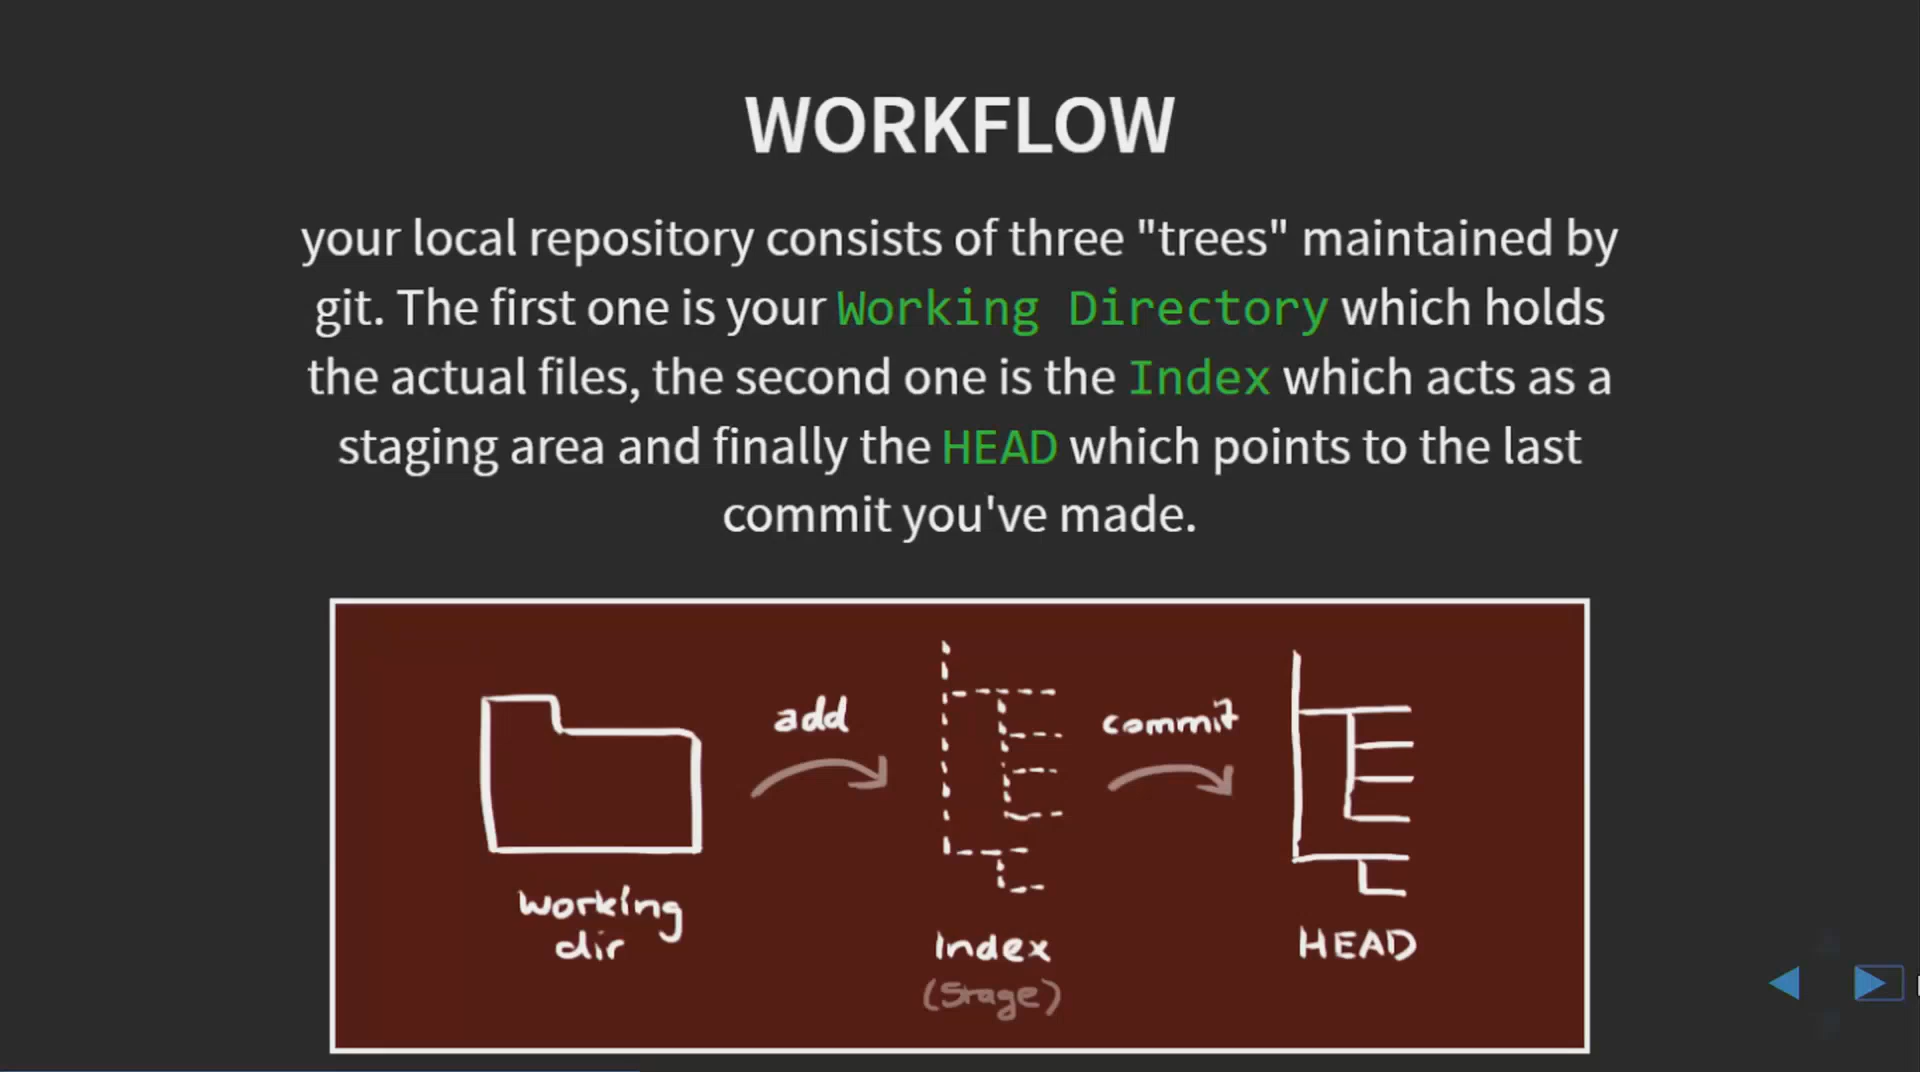 WORKFLOW
your local repository consists of three "trees" maintained by
git. The first one is your Working Directory which holds
the actual files, the second one is the Index which acts as a
staging area and finally the HEAD which points to the last
commit you've made.
add
commit
working
dir
Index
(Stage)
HEAD